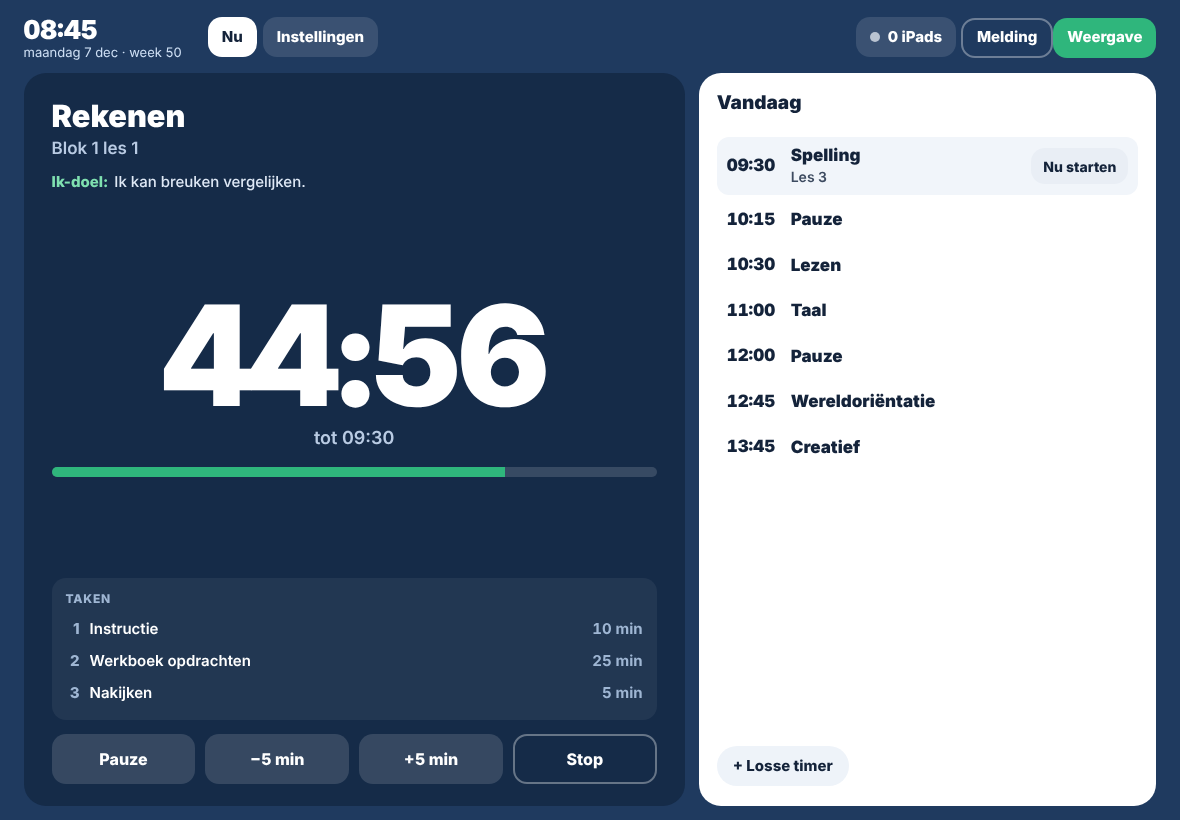 08:45
maandag 7 dec · week 50
Nu
Instellingen
0 iPads
Melding
Weergave
Rekenen
Blok 1 les 1
Ik-doel: Ik kan breuken vergelijken.
44:56
tot 09:30
TAKEN
1 Instructie 10 min
2 Werkboek opdrachten 25 min
3 Nakijken 5 min
Pauze
−5 min
+5 min
Stop
Vandaag
09:30 Spelling
Les 3
Nu starten
10:15 Pauze
10:30 Lezen
11:00 Taal
12:00 Pauze
12:45 Wereldoriëntatie
13:45 Creatief
+ Losse timer